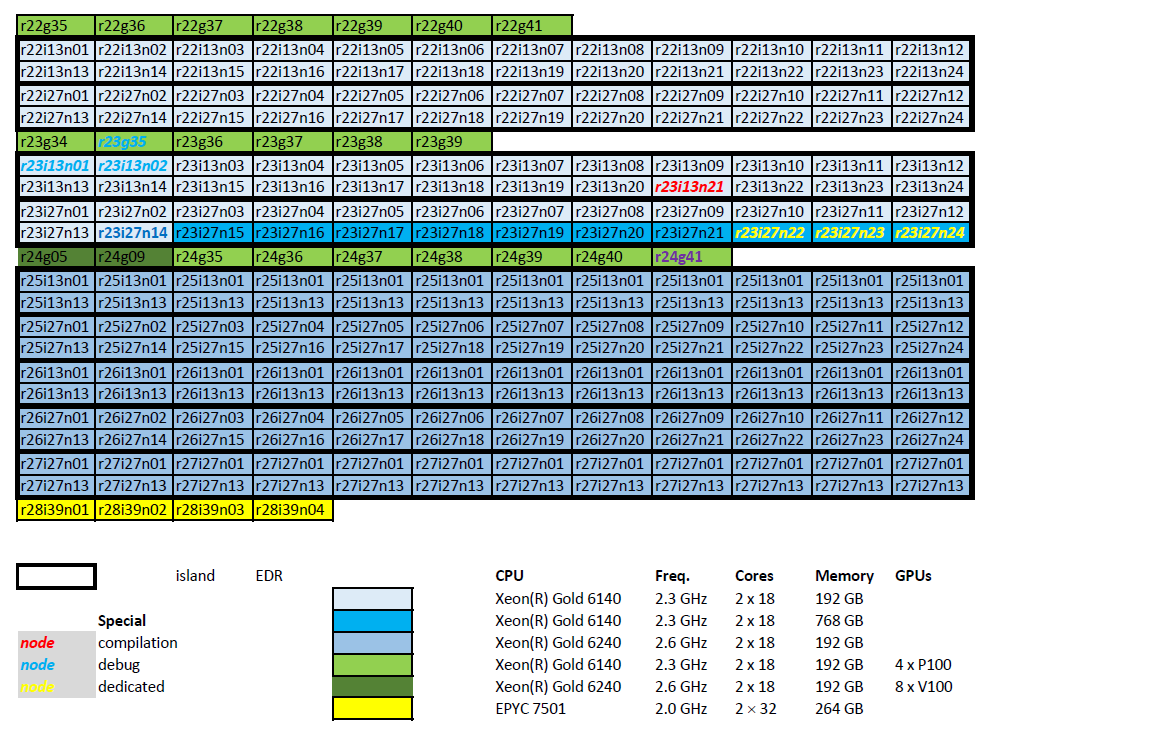 r22g35 r22g36 r22g37 r22g38 r22g39 r22g40 r22g41
r22i13n01 r22i13n02 r22i13n03 r22i13n04 r22i13n05 r22i13n06 r22i13n07 r22i13n08 r22i13n09 r22i13n10 r22i13n11 r22i13n12
r22i13n13 r22i13n14 r22i13n15 r22i13n16 r22i13n17 r22i13n18 r22i13n19 r22i13n20 r22i13n21 r22i13n22 r22i13n23 r22i13n24
r22i27n01 r22i27n02 r22i27n03 r22i27n04 r22i27n05 r22i27n06 r22i27n07 r22i27n08 r22i27n09 r22i27n10 r22i27n11 r22i27n12
r22i27n13 r22i27n14 r22i27n15 r22i27n16 r22i27n17 r22i27n18 r22i27n19 r22i27n20 r22i27n21 r22i27n22 r22i27n23 r22i27n24
r23g34 r23g35 r23g36 r23g37 r23g38 r23g39
r23i13n01 r23i13n02 r23i13n03 r23i13n04 r23i13n05 r23i13n06 r23i13n07 r23i13n08 r23i13n09 r23i13n10 r23i13n11 r23i13n12
r23i13n13 r23i13n14 r23i13n15 r23i13n16 r23i13n17 r23i13n18 r23i13n19 r23i13n20 r23i13n21 r23i13n22 r23i13n23 r23i13n24
r23i27n01 r23i27n02 r23i27n03 r23i27n04 r23i27n05 r23i27n06 r23i27n07 r23i27n08 r23i27n09 r23i27n10 r23i27n11 r23i27n12
r23i27n13 r23i27n14 r23i27n15 r23i27n16 r23i27n17 r23i27n18 r23i27n19 r23i27n20 r23i27n21 r23i27n22 r23i27n23 r23i27n24
r24g05 r24g09 r24g35 r24g36 r24g37 r24g38 r24g39 r24g40 r24g41
r25i13n01 r25i13n01 r25i13n01 r25i13n01 r25i13n01 r25i13n01 r25i13n01 r25i13n01 r25i13n01 r25i13n01 r25i13n01 r25i13n01
r25i13n13 r25i13n13 r25i13n13 r25i13n13 r25i13n13 r25i13n13 r25i13n13 r25i13n13 r25i13n13 r25i13n13 r25i13n13 r25i13n13
r25i27n01 r25i27n02 r25i27n03 r25i27n04 r25i27n05 r25i27n06 r25i27n07 r25i27n08 r25i27n09 r25i27n10 r25i27n11 r25i27n12
r25i27n13 r25i27n14 r25i27n15 r25i27n16 r25i27n17 r25i27n18 r25i27n19 r25i27n20 r25i27n21 r25i27n22 r25i27n23 r25i27n24
r26i13n01 r26i13n01 r26i13n01 r26i13n01 r26i13n01 r26i13n01 r26i13n01 r26i13n01 r26i13n01 r26i13n01 r26i13n01 r26i13n01
r26i13n13 r26i13n13 r26i13n13 r26i13n13 r26i13n13 r26i13n13 r26i13n13 r26i13n13 r26i13n13 r26i13n13 r26i13n13 r26i13n13
r26i27n01 r26i27n02 r26i27n03 r26i27n04 r26i27n05 r26i27n06 r26i27n07 r26i27n08 r26i27n09 r26i27n10 r26i27n11 r26i27n12
r26i27n13 r26i27n14 r26i27n15 r26i27n16 r26i27n17 r26i27n18 r26i27n19 r26i27n20 r26i27n21 r26i27n22 r26i27n23 r26i27n24
r27i27n01 r27i27n01 r27i27n01 r27i27n01 r27i27n01 r27i27n01 r27i27n01 r27i27n01 r27i27n01 r27i27n01 r27i27n01 r27i27n01
r27i27n13 r27i27n13 r27i27n13 r27i27n13 r27i27n13 r27i27n13 r27i27n13 r27i27n13 r27i27n13 r27i27n13 r27i27n13 r27i27n13
r28i39n01 r28i39n02 r28i39n03 r28i39n04
island EDR CPU Freq. Cores Memory GPUs
Xeon(R) Gold 6140 2.3 GHz 2 x 18 192 GB
Special Xeon(R) Gold 6140 2.3 GHz 2 x 18 768 GB
node compilation Xeon(R) Gold 6240 2.6 GHz 2 x 18 192 GB
node debug Xeon(R) Gold 6140 2.3 GHz 2 x 18 192 GB 4 x P100
node dedicated Xeon(R) Gold 6240 2.6 GHz 2 x 18 192 GB 8 x V100
EPYC 7501 2.0 GHz 2 × 32 264 GB